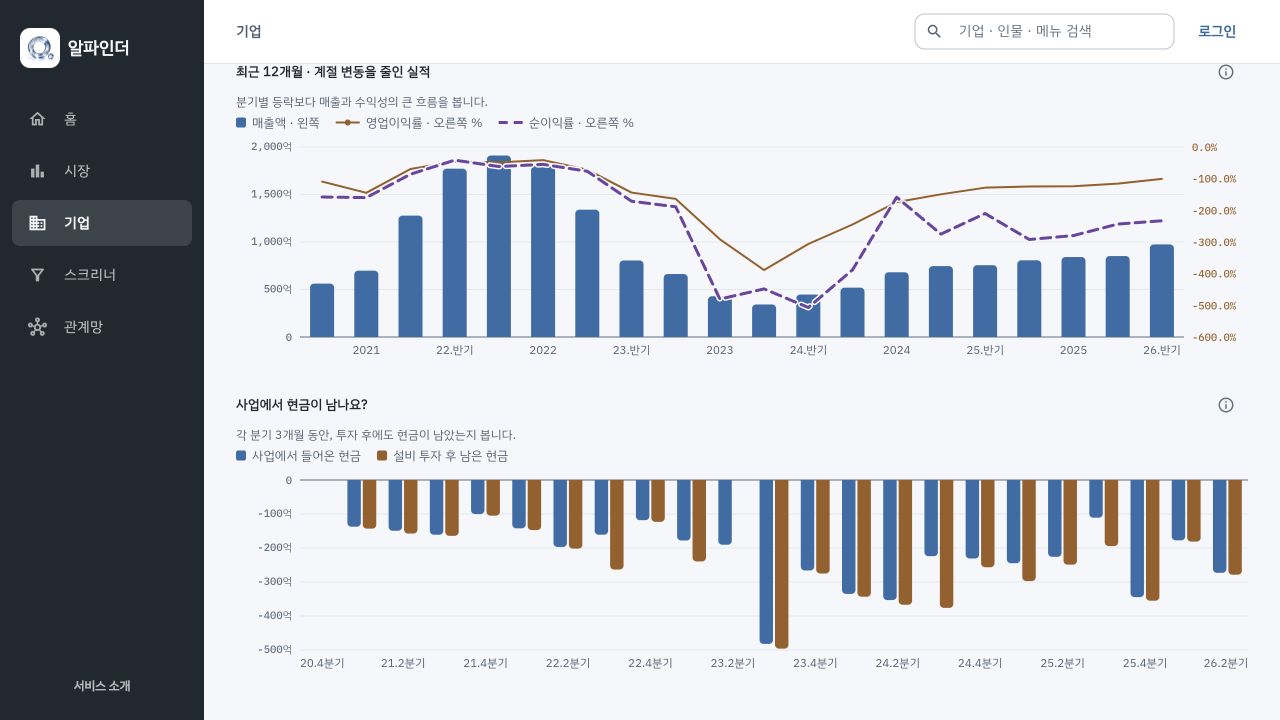 알파인더
홈
시장
기업
스크리너
관계망
서비스 소개
기업
기업 · 인물 · 메뉴 검색
로그인
최근 12개월 · 계절 변동을 줄인 실적
분기별 등락보다 매출과 수익성의 큰 흐름을 봅니다.
매출액 · 왼쪽 영업이익률 · 오른쪽 % 순이익률 · 오른쪽 %
2,000억
1,500억
1,000억
500억
0
0.0%
-100.0%
-200.0%
-300.0%
-400.0%
-500.0%
-600.0%
2021 22.반기 2022 23.반기 2023 24.반기 2024 25.반기 2025 26.반기
사업에서 현금이 남나요?
각 분기 3개월 동안, 투자 후에도 현금이 남았는지 봅니다.
사업에서 들어온 현금 설비 투자 후 남은 현금
0
-100억
-200억
-300억
-400억
-500억
20.4분기 21.2분기 21.4분기 22.2분기 22.4분기 23.2분기 23.4분기 24.2분기 24.4분기 25.2분기 25.4분기 26.2분기